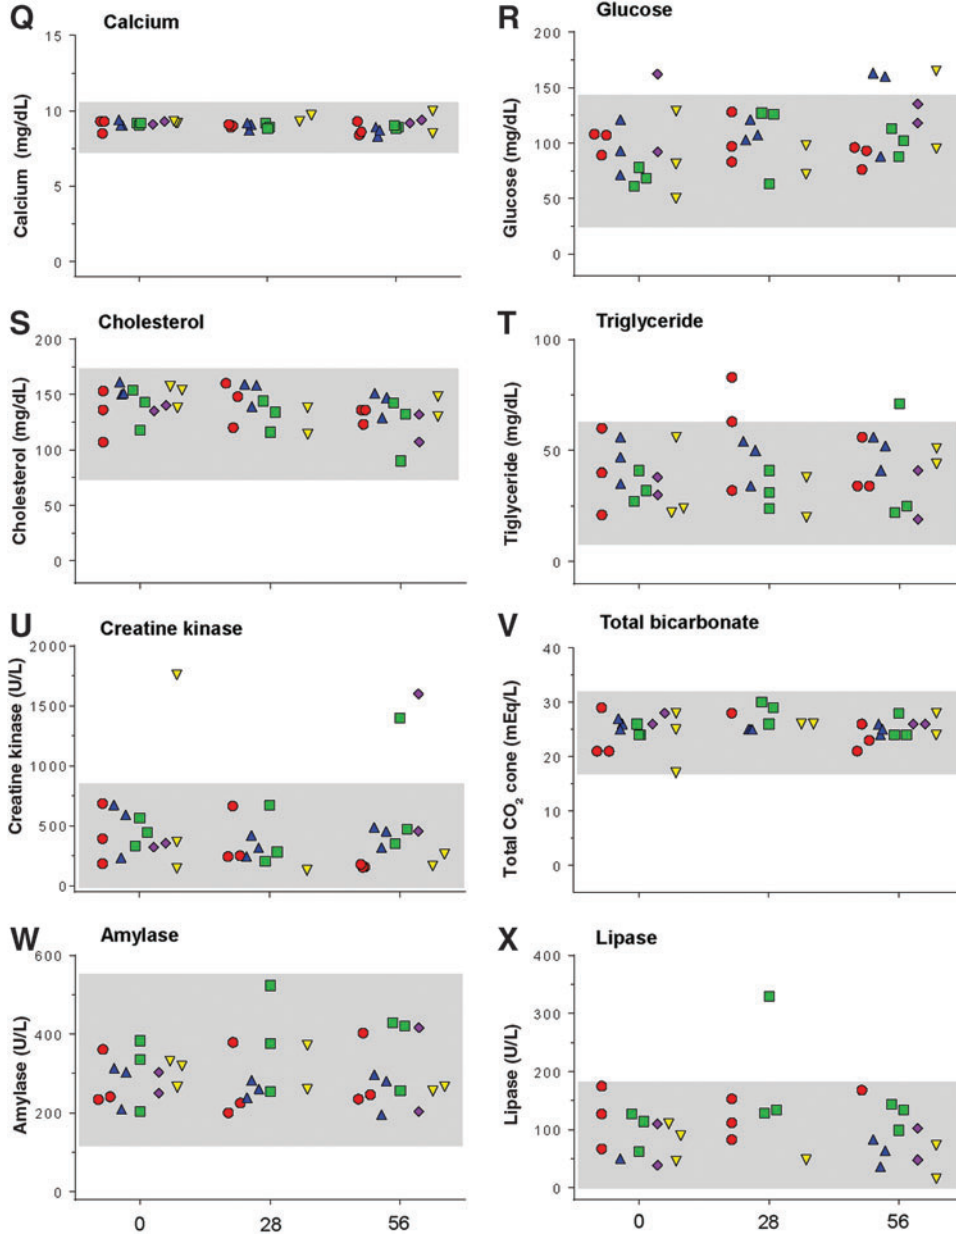 Q Calcium
Calcium (mg/dL)
15
10
5
0
R Glucose
Glucose (mg/dL)
200
150
100
50
0
S Cholesterol
Cholesterol (mg/dL)
200
150
100
50
0
T Triglyceride
Tiglyceride (mg/dL)
100
50
0
U Creatine kinase
Creatine kinase (U/L)
2000
1500
1000
500
0
V Total bicarbonate
Total CO2 cone (mEq/L)
40
30
20
10
0
W Amylase
Amylase (U/L)
600
400
200
0
0 28 56
X Lipase
Lipase (U/L)
400
300
200
100
0
0 28 56